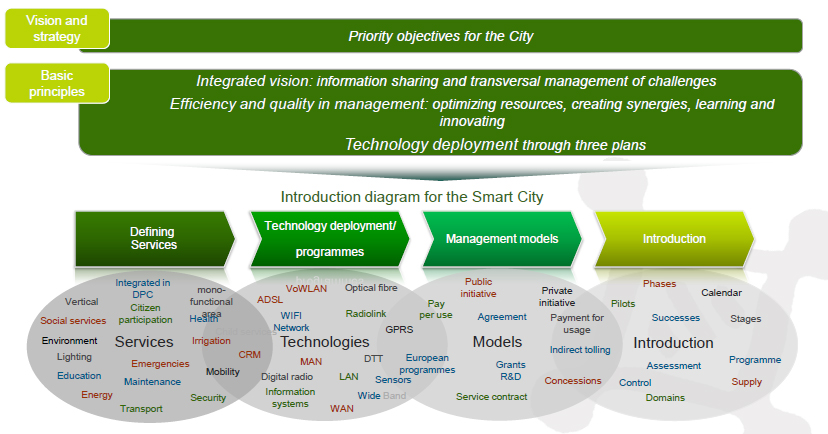 Vision and
strategy
Priority objectives for the City
Basic
principles
Integrated vision: information sharing and transversal management of challenges
Efficiency and quality in management: optimizing resources, creating synergies, learning and
innovating
Technology deployment through three plans
Introduction diagram for the Smart City
Defining
Services
Technology deployment/
programmes
Management models
Introduction
Vertical
Integrated in
DPC
mono-
functional
area
Social services
Citizen
participation
Health
Environment
Services
Irrigation
Lighting
Emergencies
Education
Maintenance
Mobility
Energy
Transport
Security
CRM
VoWLAN
Optical fibre
ADSL
WIFI
Network
Radiolink
GPRS
Technologies
MAN
DTT
Digital radio
LAN
Sensors
Information
systems
Wide Band
WAN
Public
initiative
Private
initiative
Pay
per use
Agreement
Payment for
usage
Models
Indirect tolling
European
programmes
Grants
R&D
Concessions
Service contract
Phases
Calendar
Pilots
Successes
Stages
Introduction
Assessment
Programme
Control
Supply
Domains